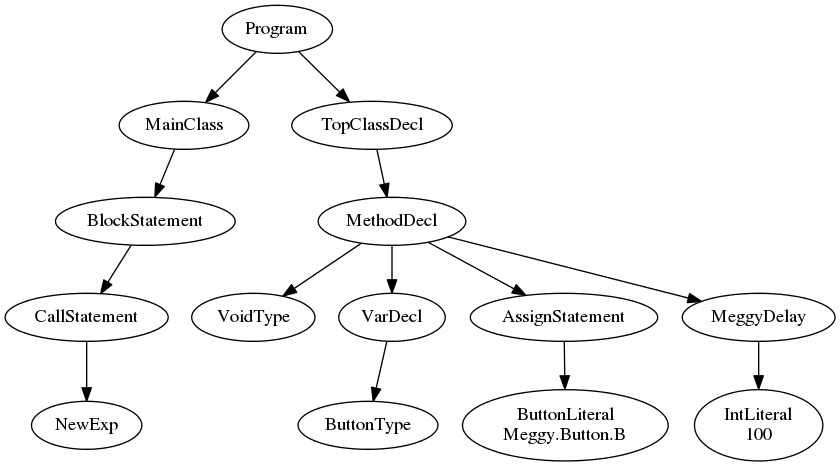 Program
MainClass
TopClassDecl
BlockStatement
MethodDecl
CallStatement
VoidType
VarDecl
AssignStatement
MeggyDelay
NewExp
ButtonType
ButtonLiteral
Meggy.Button.B
IntLiteral
100